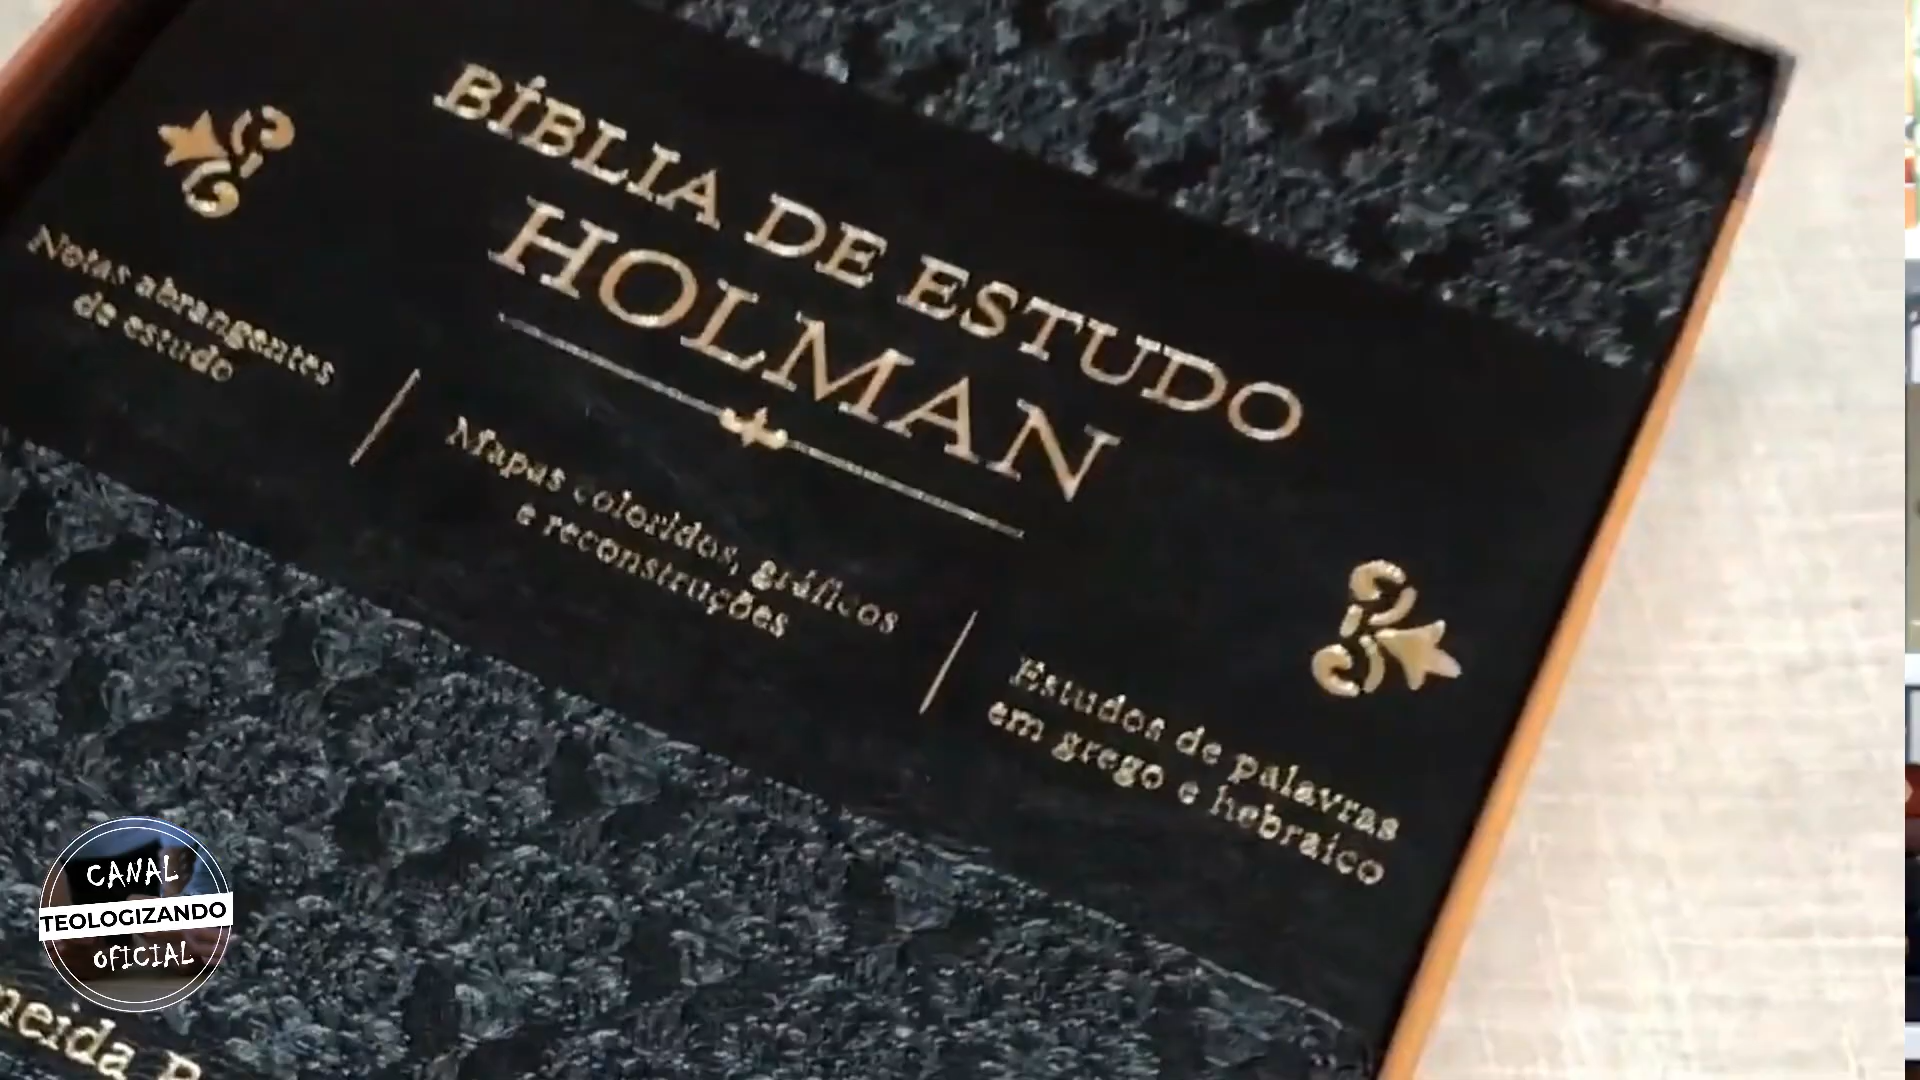 BÍBLIA DE ESTUDO
HOLMAN
Notas abrangentes
de estudo
Mapas coloridos, gráficos
e reconstruções
Estudos de palavras
em grego e hebraico
CANAL
TEOLOGIZANDO
OFICIAL